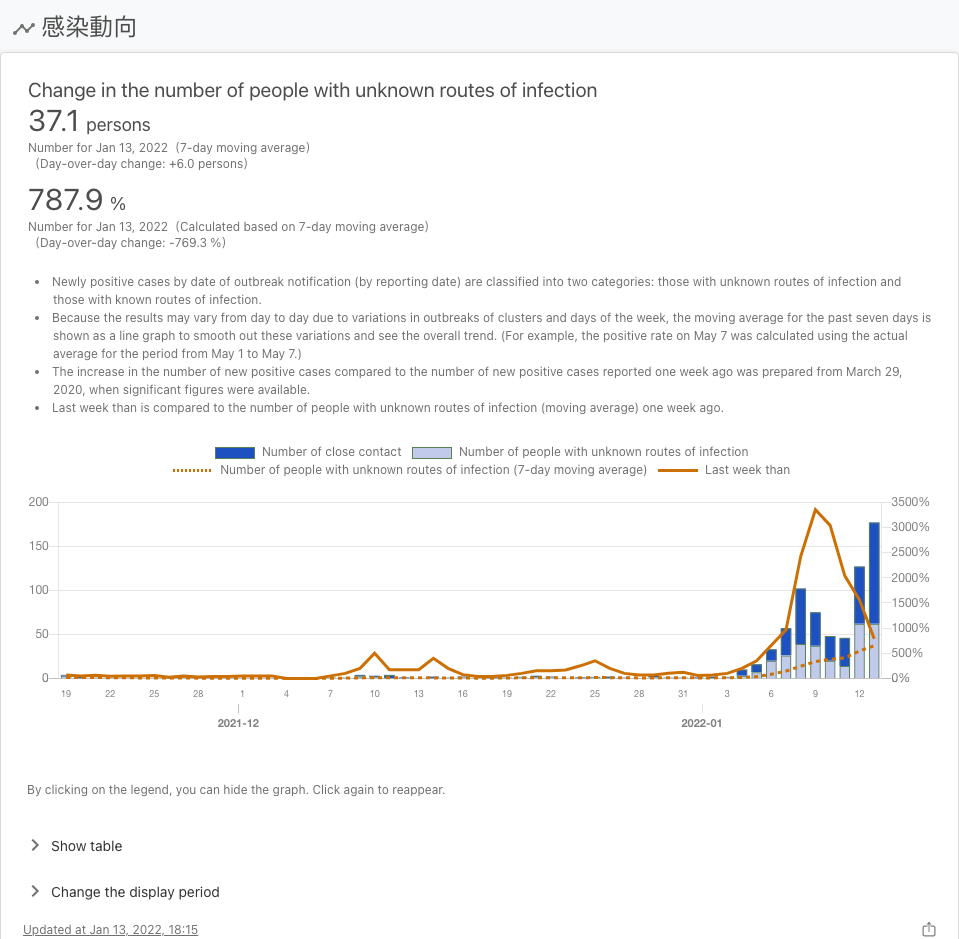 感染動向
Change in the number of people with unknown routes of infection
37.1 persons
Number for Jan 13, 2022 (7-day moving average)
(Day-over-day change: +6.0 persons)
787.9 %
Number for Jan 13, 2022 (Calculated based on 7-day moving average)
(Day-over-day change: -769.3 %)
• Newly positive cases by date of outbreak notification (by reporting date) are classified into two categories: those with unknown routes of infection and
those with known routes of infection.
• Because the results may vary from day to day due to variations in outbreaks of clusters and days of the week, the moving average for the past seven days is
shown as a line graph to smooth out these variations and see the overall trend. (For example, the positive rate on May 7 was calculated using the actual
average for the period from May 1 to May 7.)
• The increase in the number of new positive cases compared to the number of new positive cases reported one week ago was prepared from March 29,
2020, when significant figures were available.
• Last week than is compared to the number of people with unknown routes of infection (moving average) one week ago.
Number of close contact Number of people with unknown routes of infection
Number of people with unknown routes of infection (7-day moving average) Last week than
200 3500%
3000%
150 2500%
100 2000%
1500%
50 1000%
500%
0 0%
19 22 25 28 1 4 7 10 13 16 19 22 25 28 31 3 6 9 12
2021-12 2022-01
By clicking on the legend, you can hide the graph. Click again to reappear.
Show table
Change the display period
Updated at Jan 13, 2022, 18:15